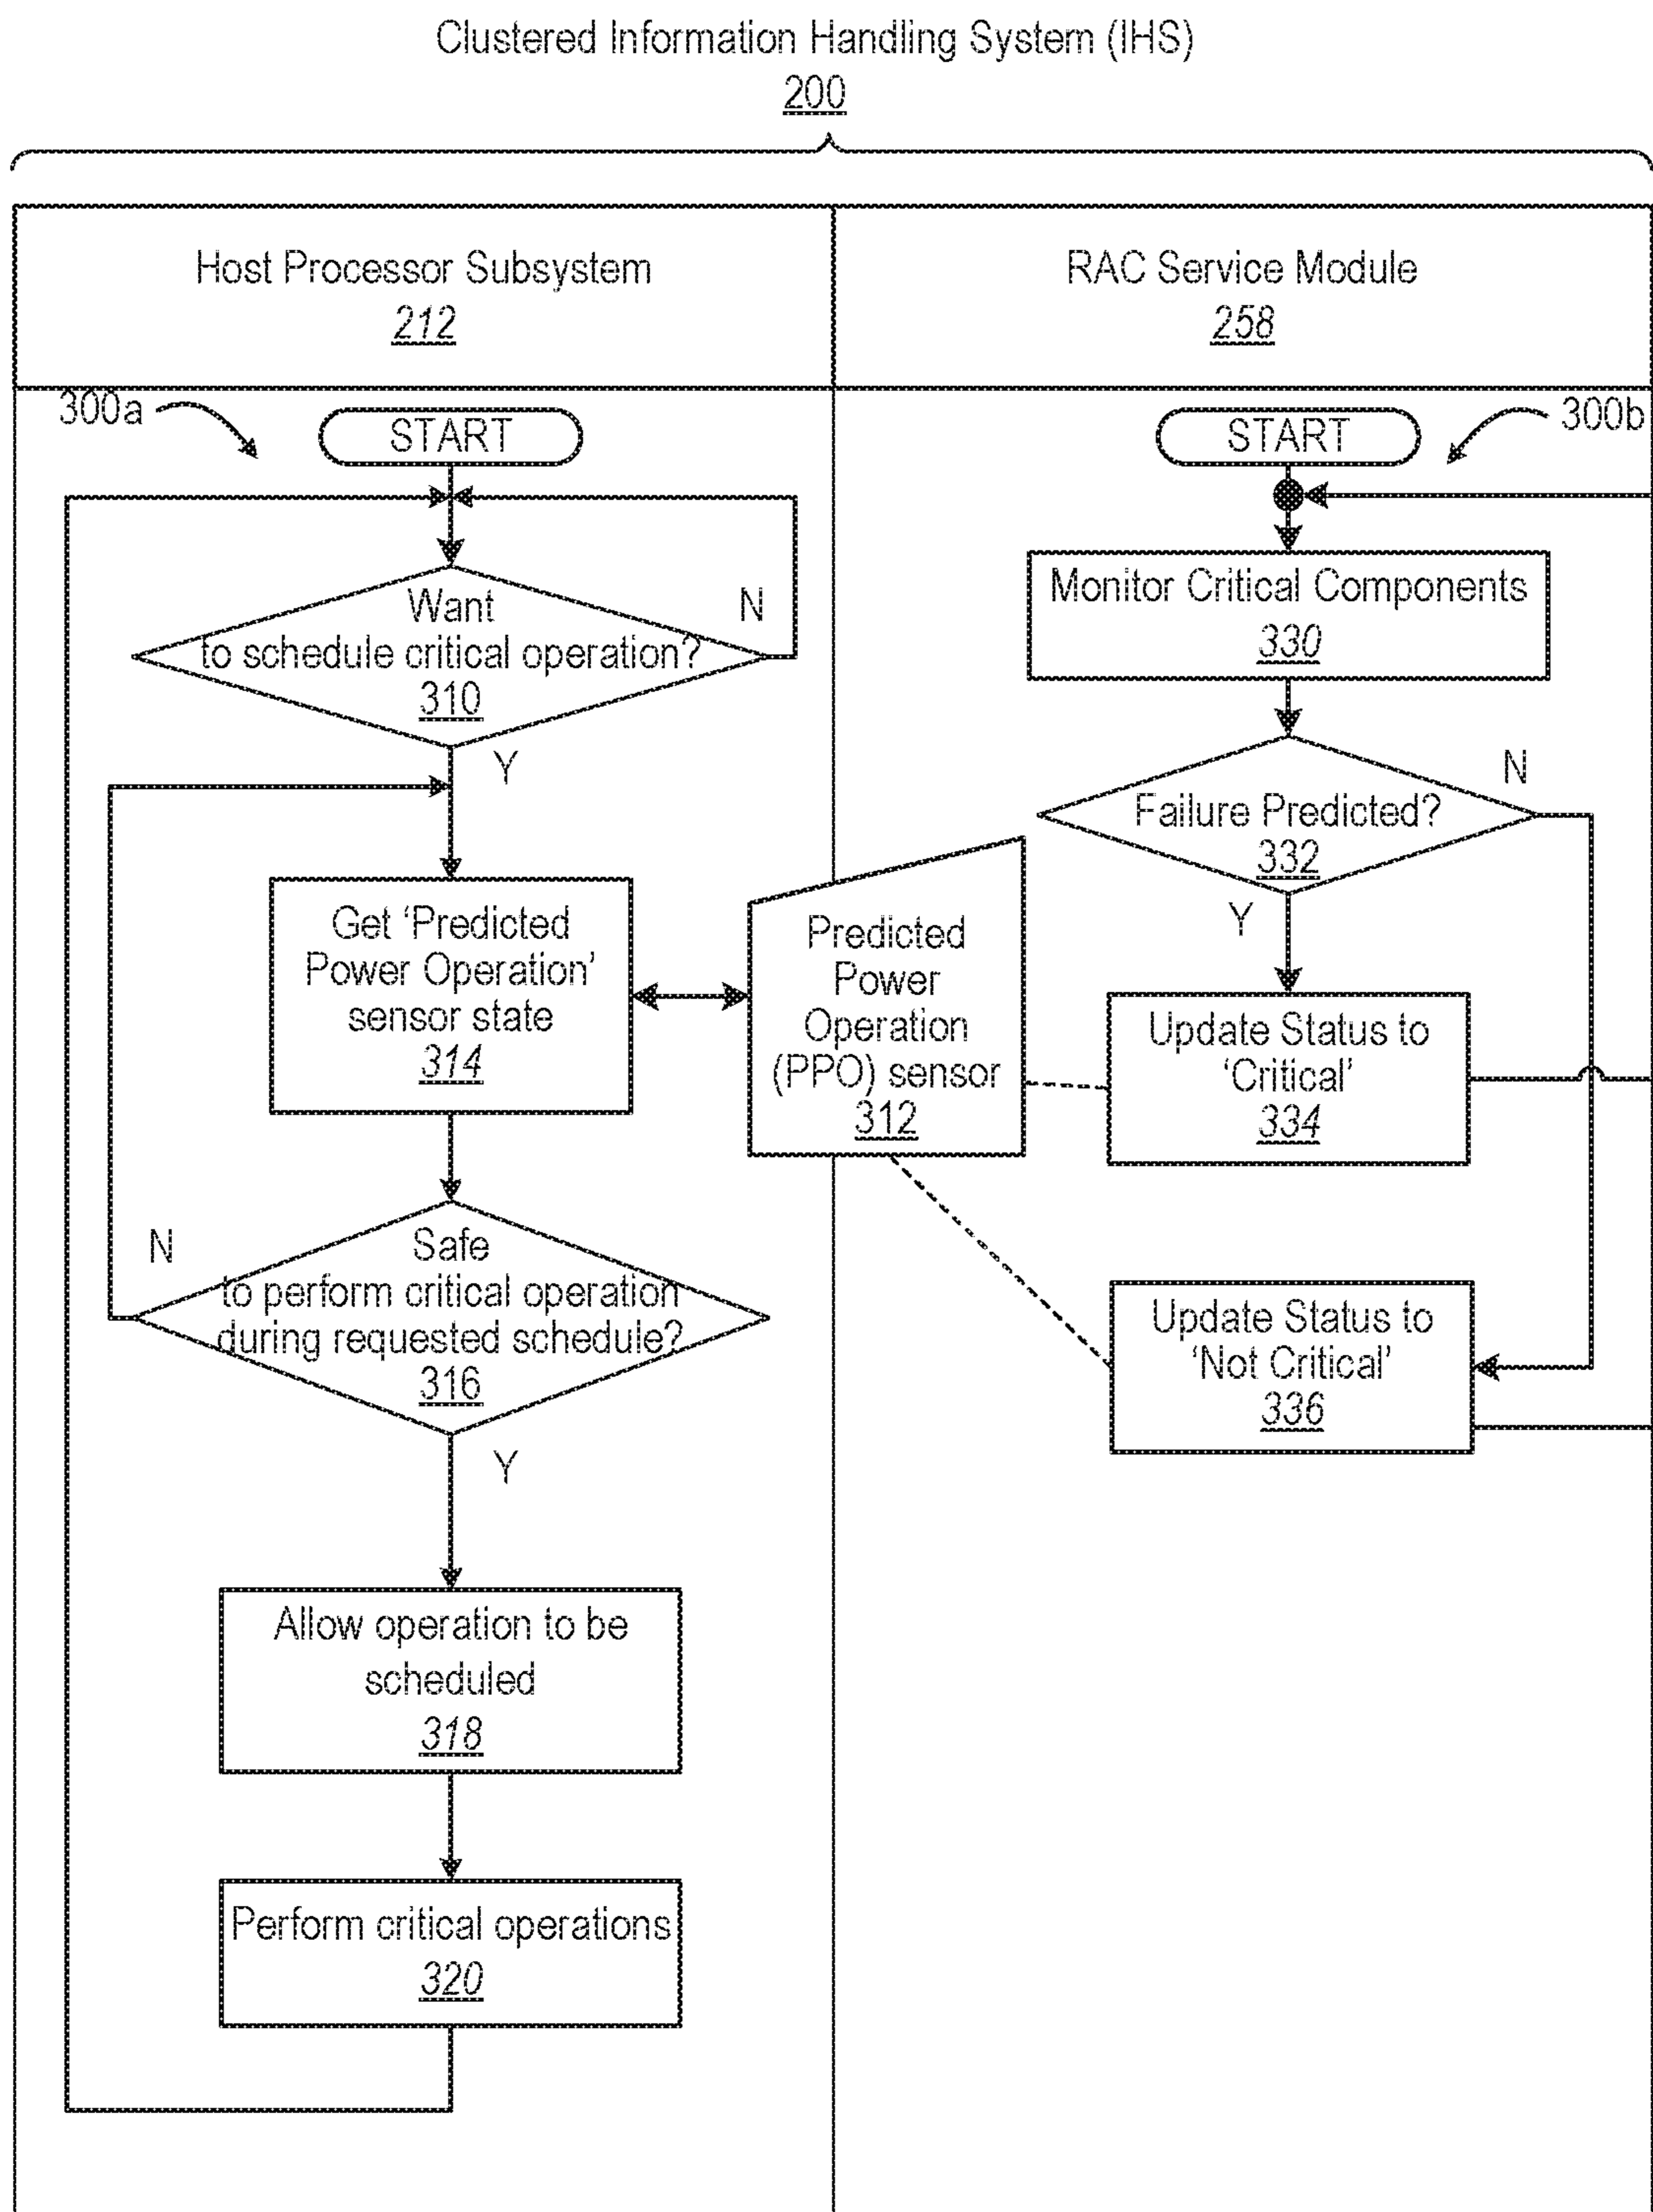 Clustered Information Handling System (IHS)
200
Host Processor Subsystem
212
RAC Service Module
258
300a
START
Want
to schedule critical operation?
310
N
Y
Get ‘Predicted
Power Operation’
sensor state
314
Safe
to perform critical operation
during requested schedule?
316
N
Y
Allow operation to be
scheduled
318
Perform critical operations
320
Predicted
Power
Operation
(PPO) sensor
312
START
300b
Monitor Critical Components
330
Failure Predicted?
332
N
Y
Update Status to
‘Critical’
334
Update Status to
‘Not Critical’
336